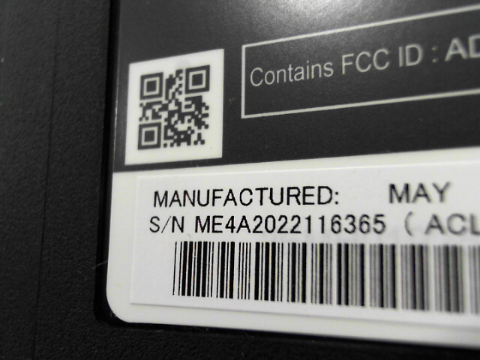 Contains FCC ID : AD
MANUFACTURED: MAY
S/N ME4A2022116365 ( ACL